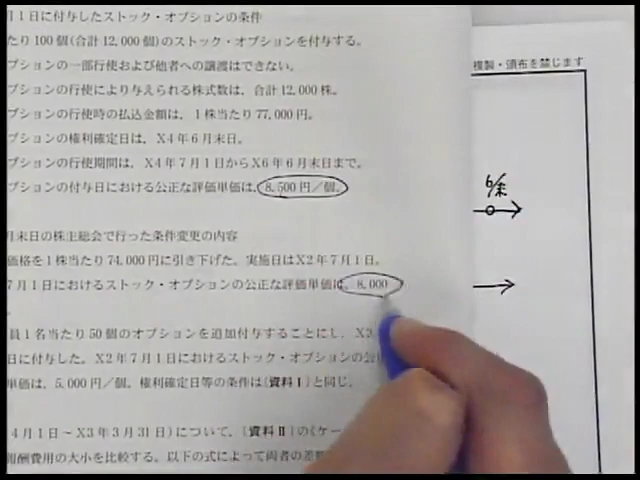 月1日に付与したストック・オプションの条件
たり100個(合計12,000個)のストック・オプションを付与する。
プションの一部行使および他者への譲渡はできない。
複製・頒布を禁じます
プションの行使により与えられる株式数は、合計12,000株。
プションの行使時の払込金額は、1株当たり77,000円。
プションの権利確定日は、X4年6月末日。
プションの行使期間は、X4年7月1日からX6年6月末日まで。
プションの付与日における公正な評価単価は、8,500円/個。
6/末
月末日の株主総会で行った条件変更の内容
価格を1株当たり74,000円に引き下げた。実施日はX2年7月1日。
7月1日におけるストック・オプションの公正な評価単価は、8,000
員1名当たり50個のオプションを追加付与することにし、X2
日に付与した。X2年7月1日におけるストック・オプションの公
単価は、5,000円/個。権利確定日等の条件は〔資料Ⅰ〕と同じ。
4月1日~X3年3月31日)について、〔資料Ⅱ〕の(ケー
報酬費用の大小を比較する。以下の式によって両者の差